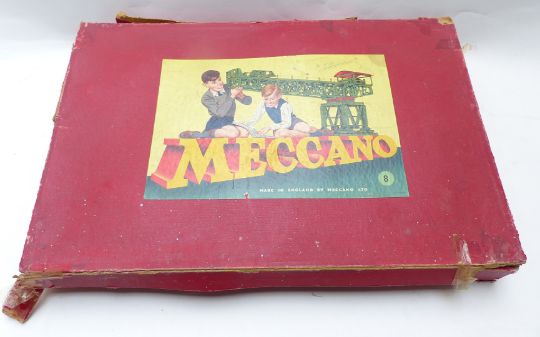 MECCANO
8
MADE IN ENGLAND BY MECCANO LTD